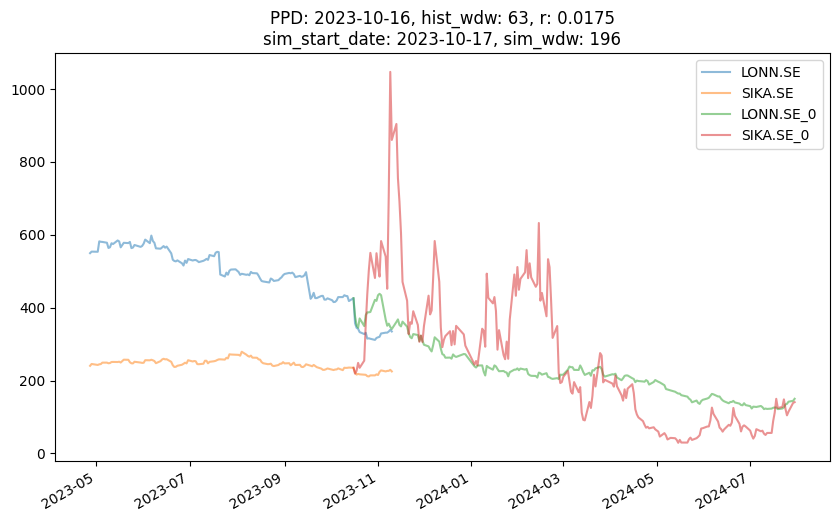 PPD: 2023-10-16, hist_wdw: 63, r: 0.0175
sim_start_date: 2023-10-17, sim_wdw: 196
LONN.SE
SIKA.SE
LONN.SE_0
SIKA.SE_0
1000
800
600
400
200
0
2023-05
2023-07
2023-09
2023-11
2024-01
2024-03
2024-05
2024-07